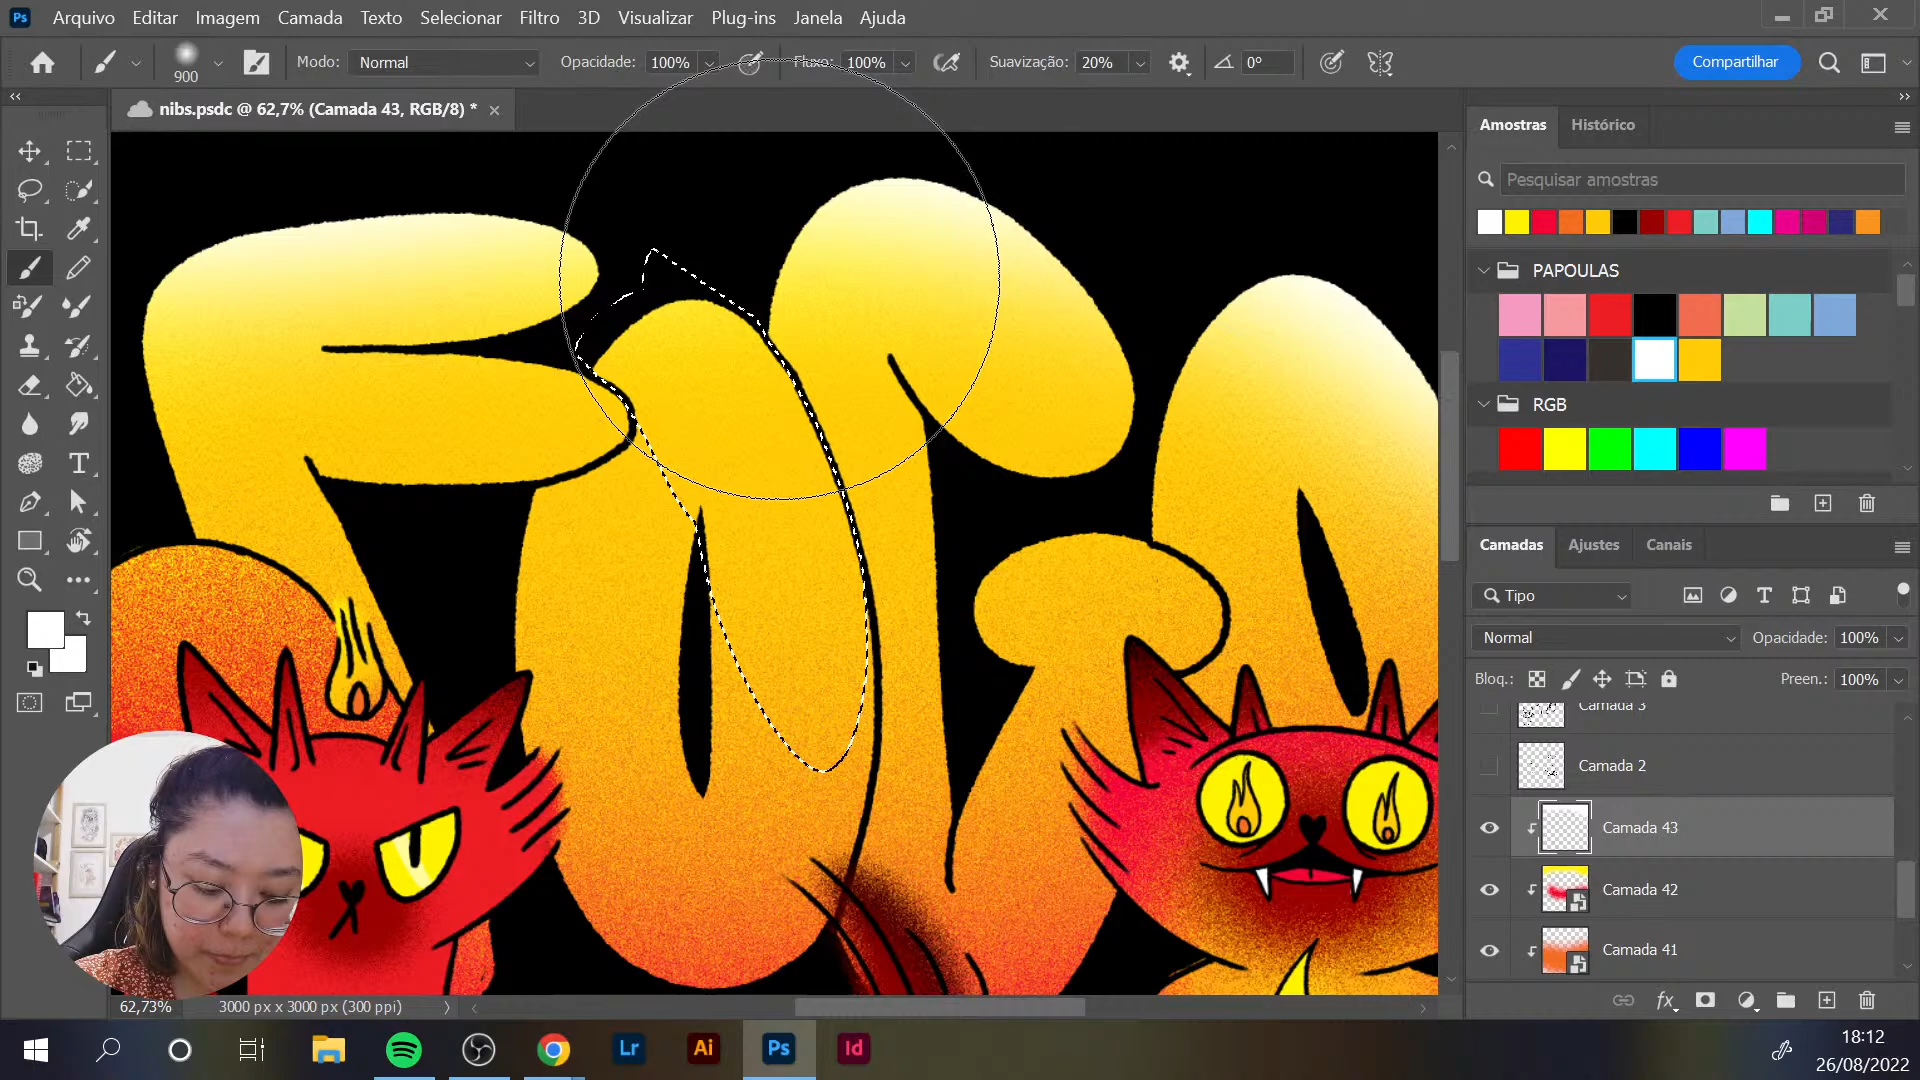 Ps Arquivo Editar Imagem Camada Texto Selecionar Filtro 3D Visualizar Plug-ins Janela Ajuda
900 Modo: Normal Opacidade: 100% Fluxo: 100% Suavização: 20% 0° Compartilhar
nibs.psdc @ 62,7% (Camada 43, RGB/8) *
Amostras Histórico
Pesquisar amostras
PAPOULAS
RGB
Camadas Ajustes Canais
Tipo
Normal Opacidade: 100%
Bloq.: Preen.: 100%
Camada 3
Camada 2
Camada 43
Camada 42
Camada 41
62,73% 3000 px x 3000 px (300 ppi)
fx
Lr Ai Ps Id
18:12
26/08/2022